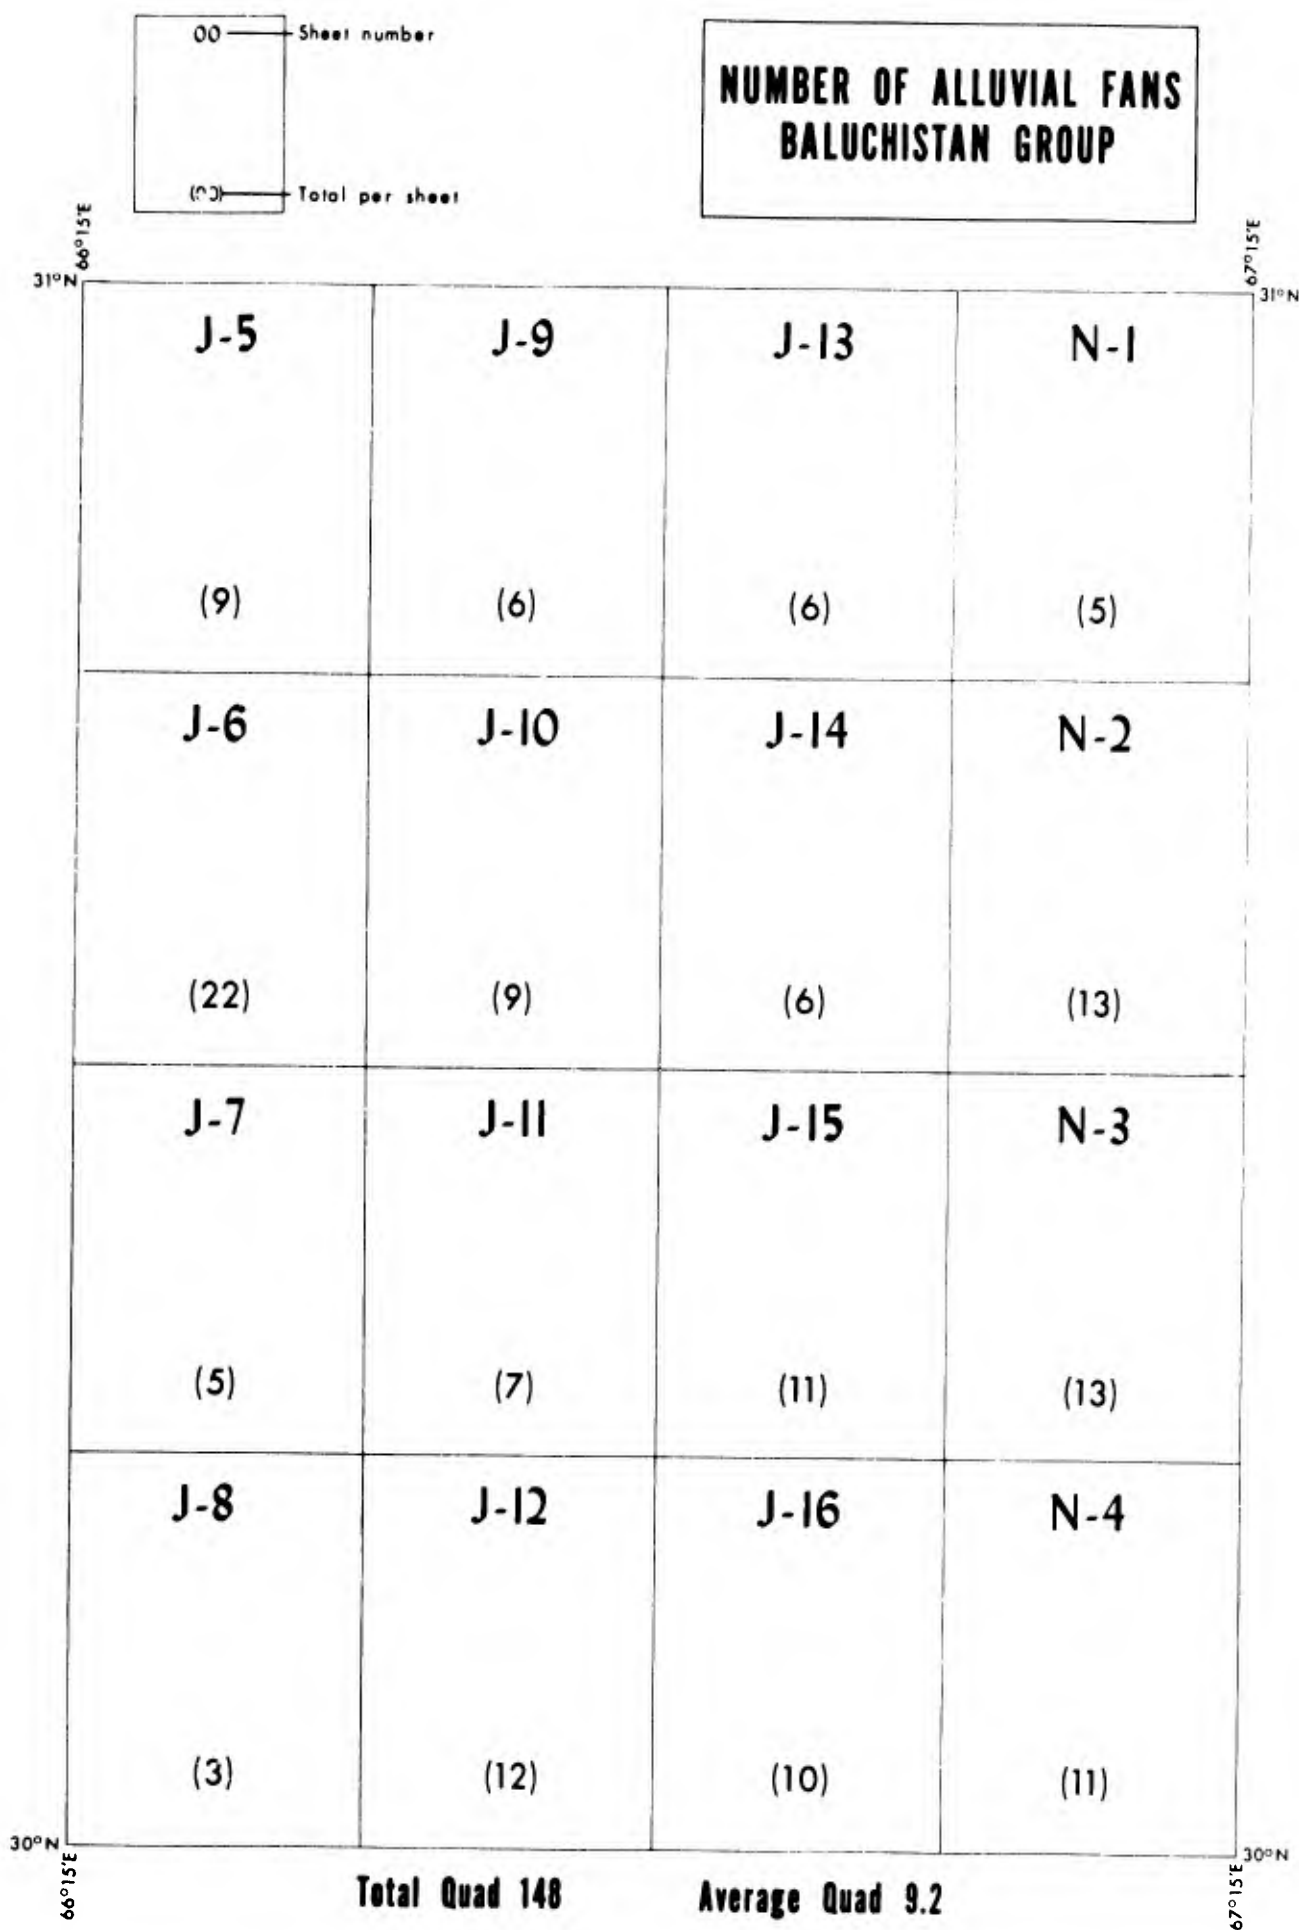 00 Sheet number
(00) Total per sheet
NUMBER OF ALLUVIAL FANS
BALUCHISTAN GROUP
66°15'E
67°15'E
31°N
31°N
J-5 J-9 J-13 N-1
(9) (6) (6) (5)
J-6 J-10 J-14 N-2
(22) (9) (6) (13)
J-7 J-11 J-15 N-3
(5) (7) (11) (13)
J-8 J-12 J-16 N-4
(3) (12) (10) (11)
30°N
30°N
66°15'E
67°15'E
Total Quad 148 Average Quad 9.2